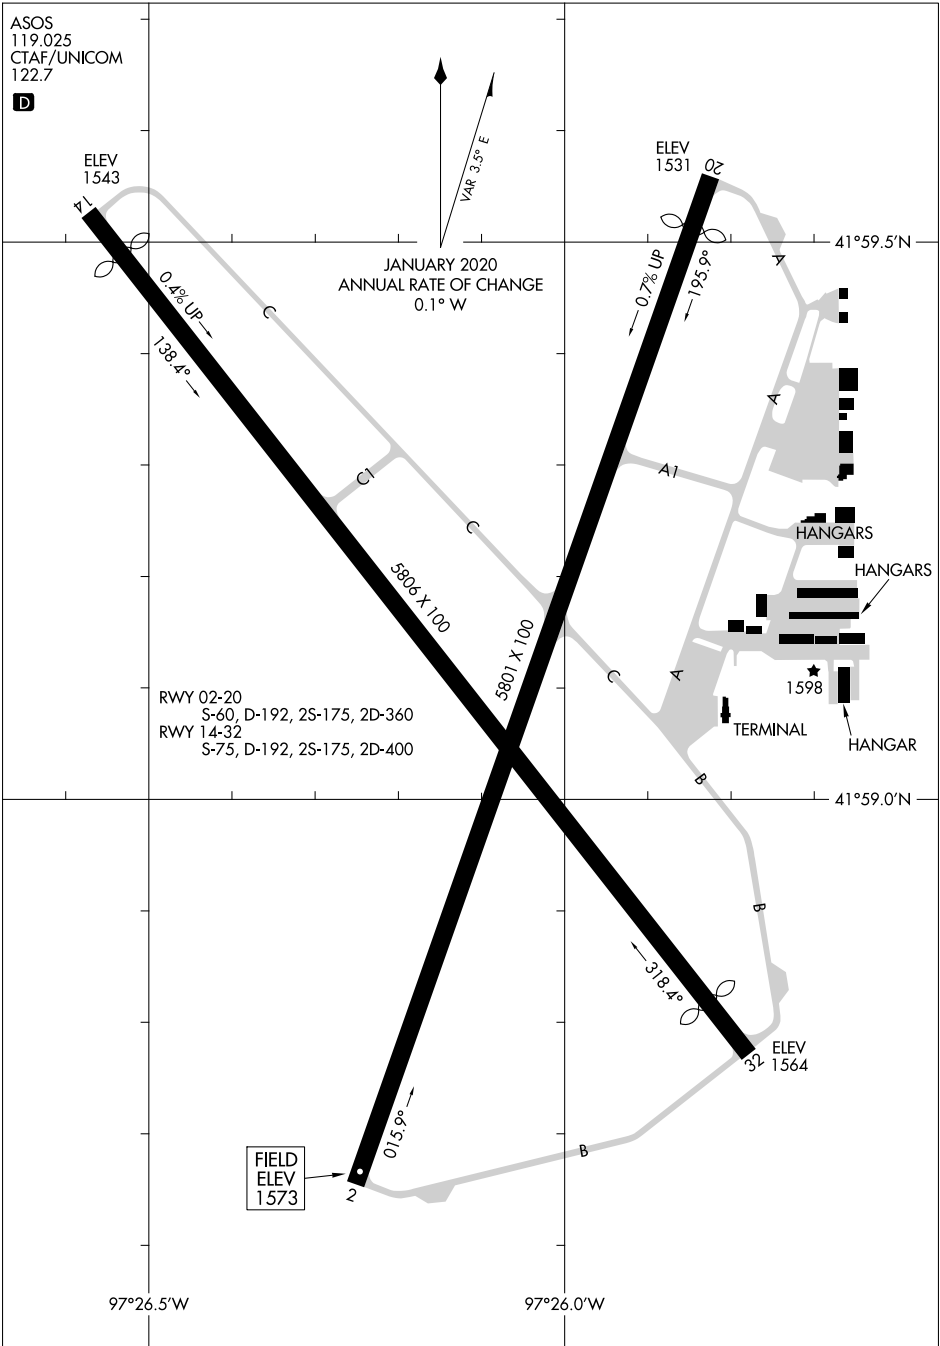 ASOS
119.025
CTAF/UNICOM
122.7
D
VAR 3.5° E
JANUARY 2020
ANNUAL RATE OF CHANGE
0.1° W
ELEV
1543
14
ELEV
1531
20
41°59.5'N
0.4% UP
138.4°
0.7% UP
195.9°
C
A
A
C1
A1
C
HANGARS
HANGARS
5806 X 100
5801 X 100
C
A
1598
TERMINAL
HANGAR
RWY 02-20
S-60, D-192, 2S-175, 2D-360
RWY 14-32
S-75, D-192, 2S-175, 2D-400
B
41°59.0'N
B
318.4°
32
ELEV
1564
015.9°
B
FIELD
ELEV
1573
2
97°26.5'W
97°26.0'W